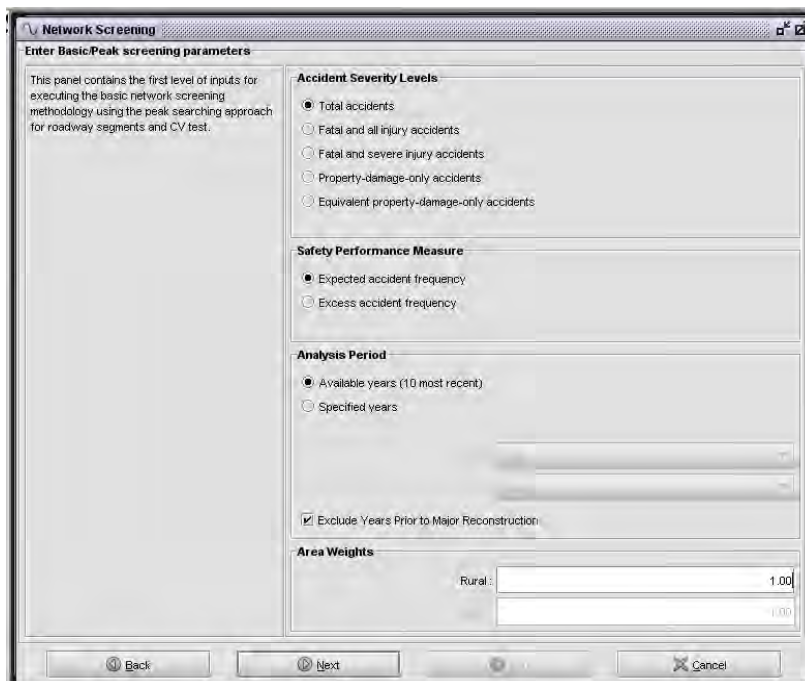 Network Screening
Enter Basic/Peak screening parameters
This panel contains the first level of inputs for
executing the basic network screening
methodology using the peak searching approach
for roadway segments and CV test.
Accident Severity Levels
Total accidents
Fatal and all injury accidents
Fatal and severe injury accidents
Property-damage-only accidents
Equivalent property-damage-only accidents
Safety Performance Measure
Expected accident frequency
Excess accident frequency
Analysis Period
Available years (10 most recent)
Specified years
Exclude Years Prior to Major Reconstruction
Area Weights
Rural : 1.00
1.00
Back
Next
Cancel